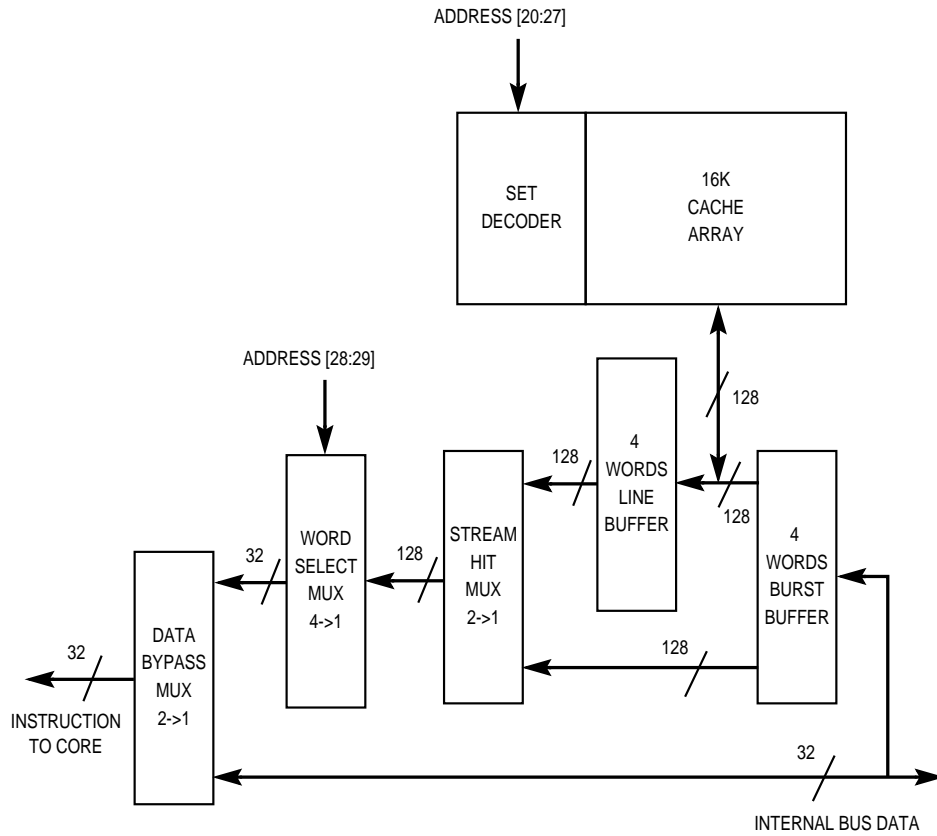 ADDRESS [20:27]
SET
DECODER
16K
CACHE
ARRAY
ADDRESS [28:29]
128
4
WORDS
LINE
BUFFER
128
128
4
WORDS
BURST
BUFFER
STREAM
HIT
MUX
2->1
128
WORD
SELECT
MUX
4->1
32
128
DATA
BYPASS
MUX
2->1
32
INSTRUCTION
TO CORE
32
INTERNAL BUS DATA